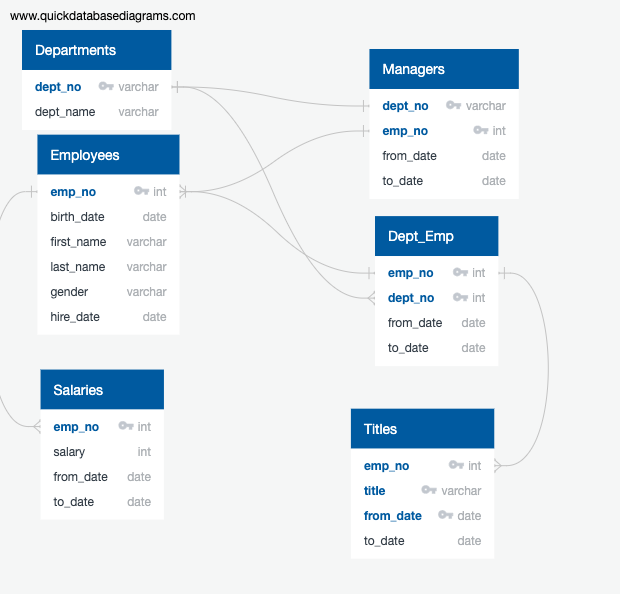 www.quickdatabasediagrams.com
Departments
dept_no varchar
dept_name varchar
Employees
emp_no int
birth_date date
first_name varchar
last_name varchar
gender varchar
hire_date date
Salaries
emp_no int
salary int
from_date date
to_date date
Managers
dept_no varchar
emp_no int
from_date date
to_date date
Dept_Emp
emp_no int
dept_no int
from_date date
to_date date
Titles
emp_no int
title varchar
from_date date
to_date date